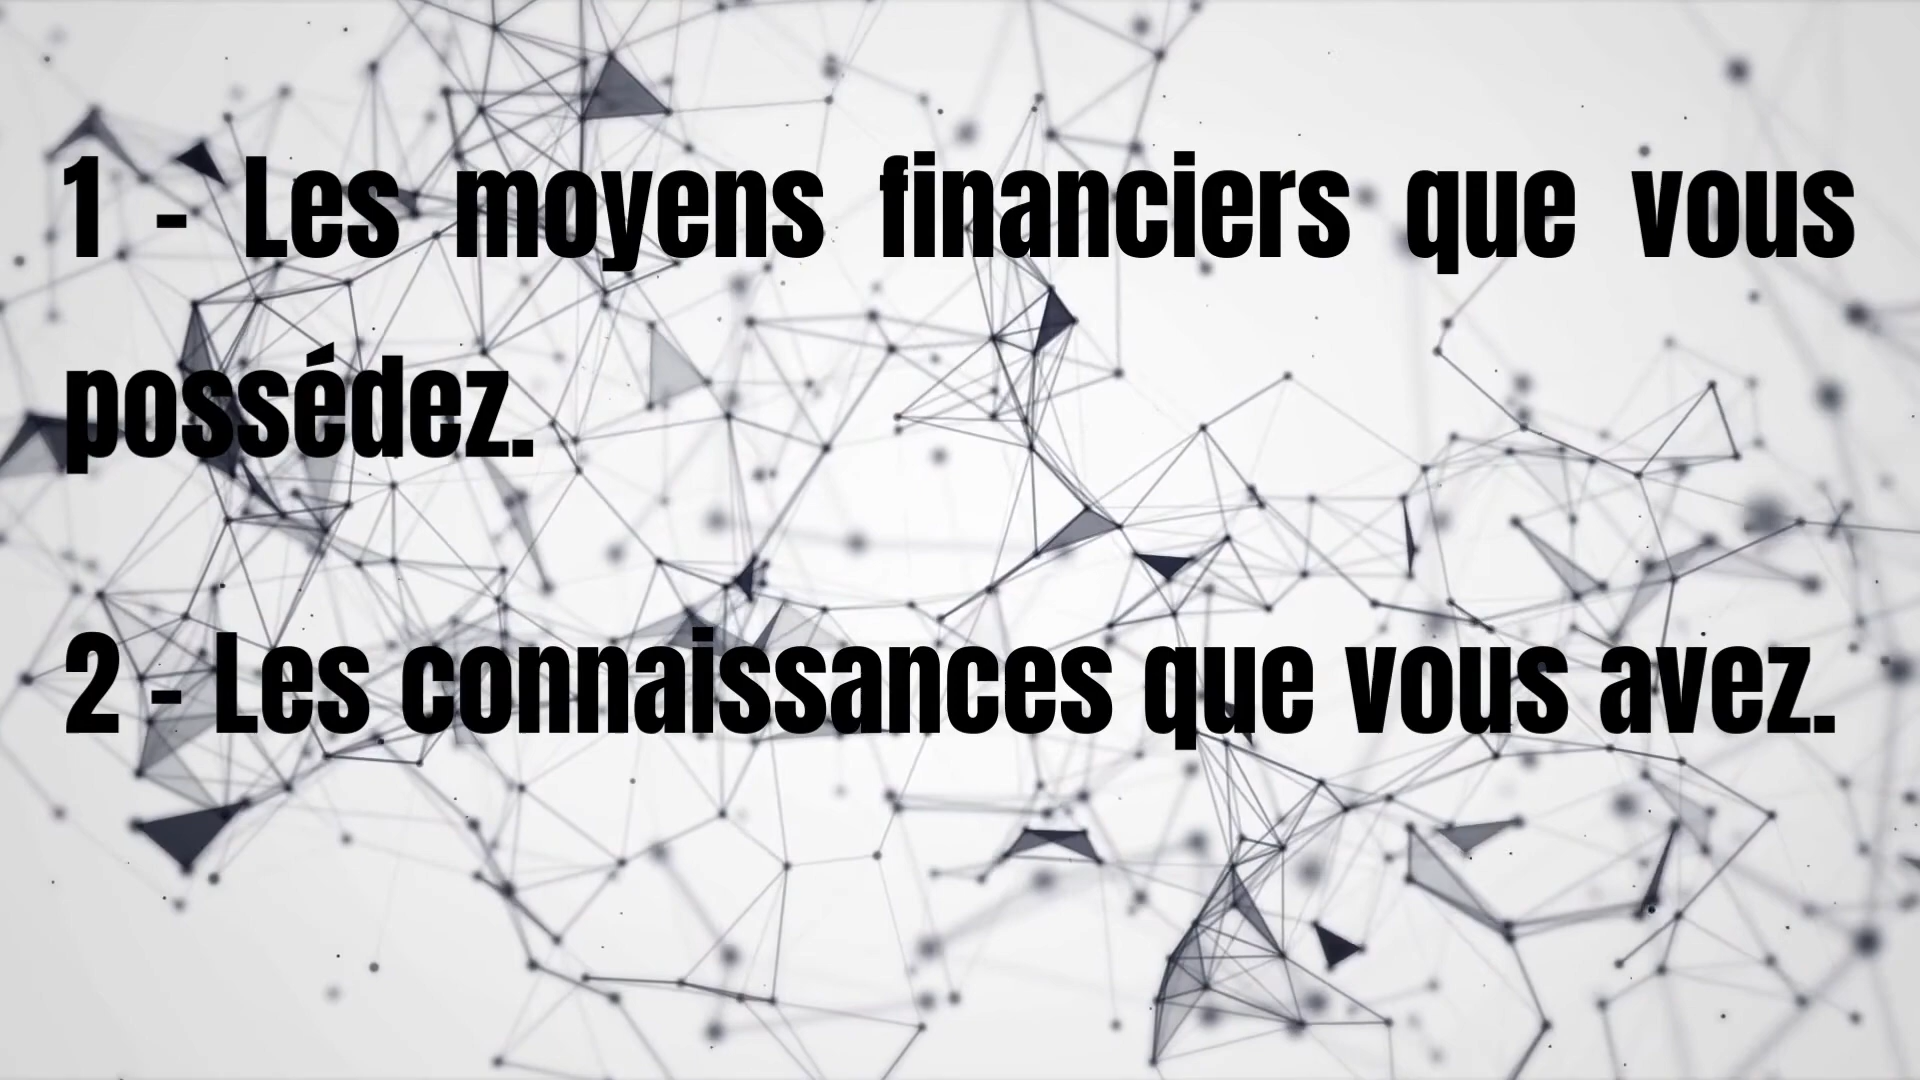 1 - Les moyens financiers que vous
possédez.
2 - Les connaissances que vous avez.